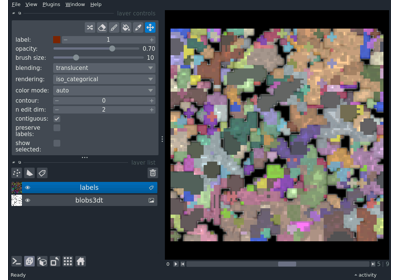 File View Plugins Window Help
layer controls
label: 1
opacity: 0.70
brush size: 10
blending: translucent
rendering: iso_categorical
color mode: auto
contour: 0
n edit dim: 2
contiguous:
preserve
labels:
show
selected:
layer list
labels
blobs3dt
Ready
activity